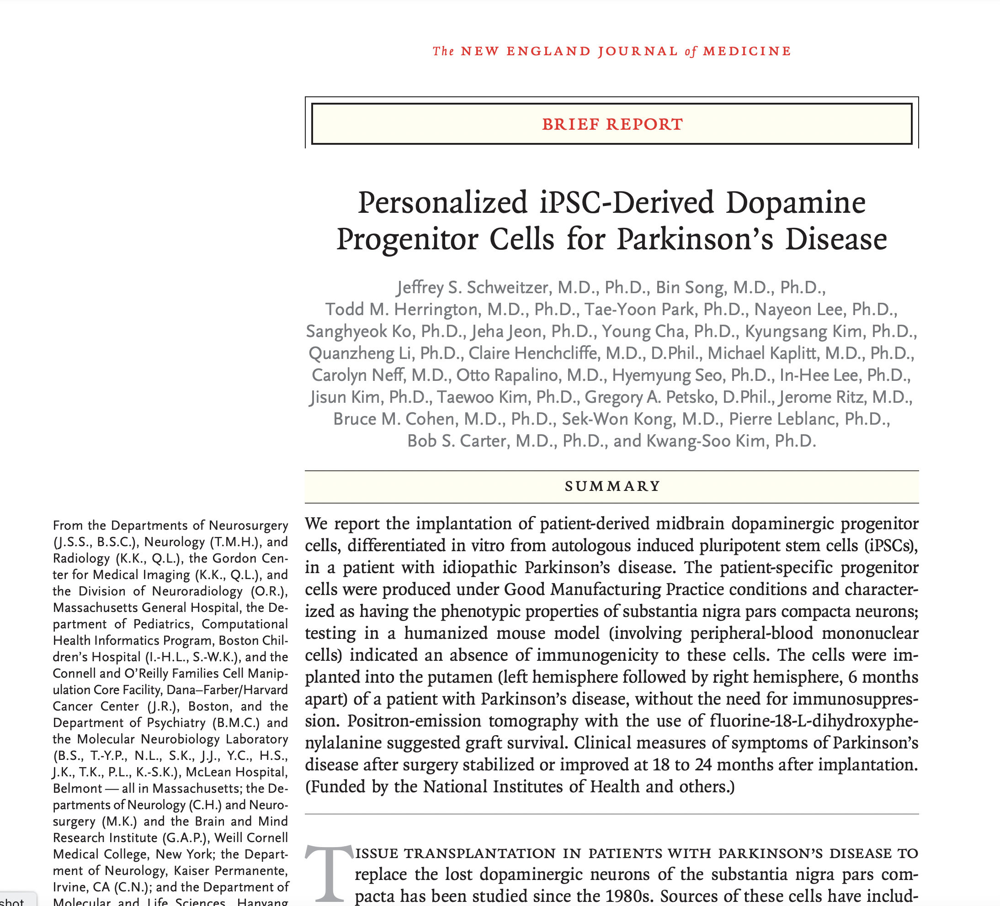 The NEW ENGLAND JOURNAL of MEDICINE
BRIEF REPORT
Personalized iPSC-Derived Dopamine
Progenitor Cells for Parkinson’s Disease
Jeffrey S. Schweitzer, M.D., Ph.D., Bin Song, M.D., Ph.D.,
Todd M. Herrington, M.D., Ph.D., Tae-Yoon Park, Ph.D., Nayeon Lee, Ph.D.,
Sanghyeok Ko, Ph.D., Jeha Jeon, Ph.D., Young Cha, Ph.D., Kyungsang Kim, Ph.D.,
Quanzheng Li, Ph.D., Claire Henchcliffe, M.D., D.Phil., Michael Kaplitt, M.D., Ph.D.,
Carolyn Neff, M.D., Otto Rapalino, M.D., Hyemyung Seo, Ph.D., In-Hee Lee, Ph.D.,
Jisun Kim, Ph.D., Taewoo Kim, Ph.D., Gregory A. Petsko, D.Phil., Jerome Ritz, M.D.,
Bruce M. Cohen, M.D., Ph.D., Sek-Won Kong, M.D., Pierre Leblanc, Ph.D.,
Bob S. Carter, M.D., Ph.D., and Kwang-Soo Kim, Ph.D.
SUMMARY
We report the implantation of patient-derived midbrain dopaminergic progenitor
cells, differentiated in vitro from autologous induced pluripotent stem cells (iPSCs),
in a patient with idiopathic Parkinson’s disease. The patient-specific progenitor
cells were produced under Good Manufacturing Practice conditions and character-
ized as having the phenotypic properties of substantia nigra pars compacta neurons;
testing in a humanized mouse model (involving peripheral-blood mononuclear
cells) indicated an absence of immunogenicity to these cells. The cells were im-
planted into the putamen (left hemisphere followed by right hemisphere, 6 months
apart) of a patient with Parkinson’s disease, without the need for immunosuppres-
sion. Positron-emission tomography with the use of fluorine-18-L-dihydroxyphe-
nylalanine suggested graft survival. Clinical measures of symptoms of Parkinson’s
disease after surgery stabilized or improved at 18 to 24 months after implantation.
(Funded by the National Institutes of Health and others.)
TISSUE TRANSPLANTATION IN PATIENTS WITH PARKINSON’S DISEASE TO
replace the lost dopaminergic neurons of the substantia nigra pars com-
pacta has been studied since the 1980s. Sources of these cells have includ-
From the Departments of Neurosurgery
(J.S.S., B.S.C.), Neurology (T.M.H.), and
Radiology (K.K., Q.L.), the Gordon Cen-
ter for Medical Imaging (K.K., Q.L.), and
the Division of Neuroradiology (O.R.),
Massachusetts General Hospital, the De-
partment of Pediatrics, Computational
Health Informatics Program, Boston Chil-
dren’s Hospital (I.-H.L., S.-W.K.), and the
Connell and O’Reilly Families Cell Manip-
ulation Core Facility, Dana–Farber/Harvard
Cancer Center (J.R.), Boston, and the
Department of Psychiatry (B.M.C.) and
the Molecular Neurobiology Laboratory
(B.S., T.-Y.P., N.L., S.K., J.J., Y.C., H.S.,
J.K., T.K., P.L., K.-S.K.), McLean Hospital,
Belmont — all in Massachusetts; the De-
partments of Neurology (C.H.) and Neuro-
surgery (M.K.) and the Brain and Mind
Research Institute (G.A.P.), Weill Cornell
Medical College, New York; the Depart-
ment of Neurology, Kaiser Permanente,
Irvine, CA (C.N.); and the Department of
Molecular and Life Sciences, Hanyang
shot